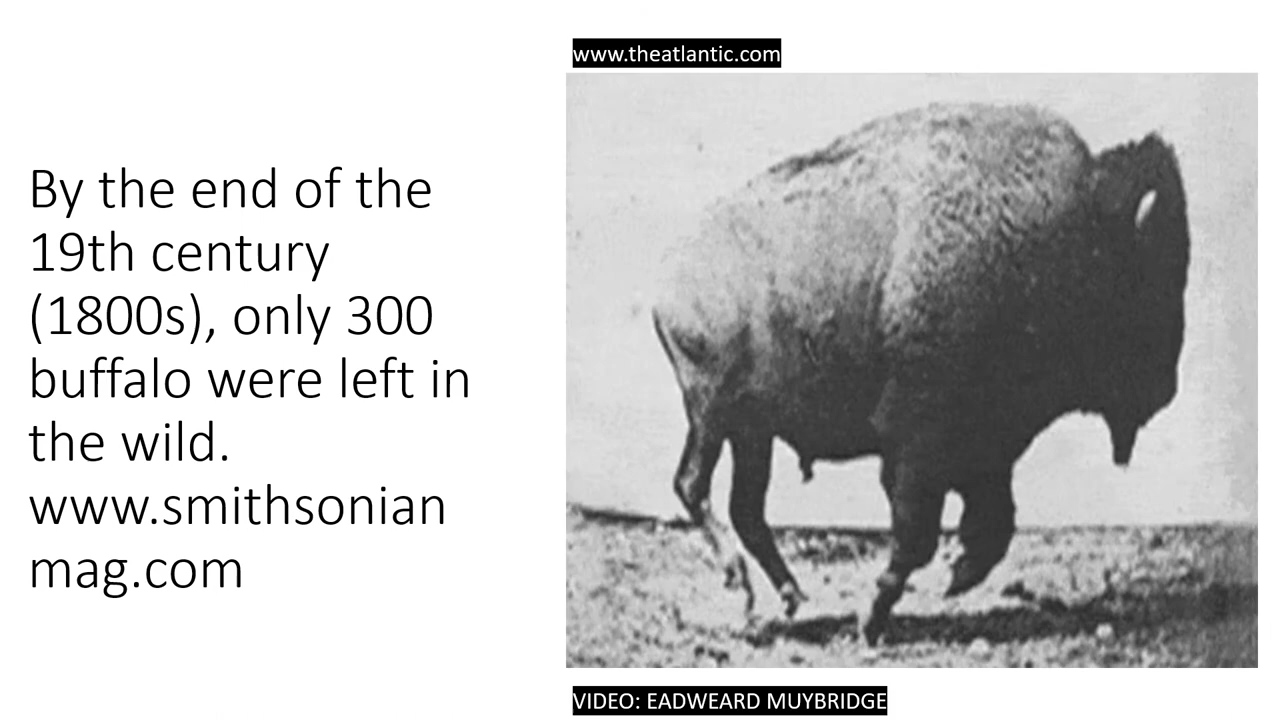 www.theatlantic.com
By the end of the
19th century
(1800s), only 300
buffalo were left in
the wild.
www.smithsonian
mag.com
VIDEO: EADWEARD MUYBRIDGE